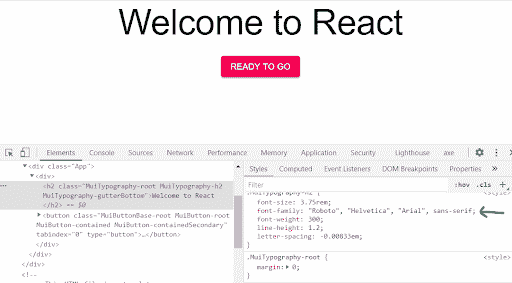 Welcome to React
READY TO GO
Elements Console Sources Network Performance Memory Application Security Lighthouse axe
<div class="App">
<div>
<h2 class="MuiTypography-root MuiTypography-h2
MuiTypography-gutterBottom">Welcome to React
</h2> == $0
<button class="MuiButtonBase-root MuiButton-root
MuiButton-contained MuiButton-containedSecondary"
tabindex="0" type="button">…</button>
</div>
</div>
<!--
Styles Computed Event Listeners DOM Breakpoints Properties »
Filter :hov .cls +
.MuiTypography-h2 {
font-size: 3.75rem;
font-family: "Roboto", "Helvetica", "Arial", sans-serif;
font-weight: 300;
line-height: 1.2;
letter-spacing: -0.00833em;
}
.MuiTypography-root {
margin: 0;